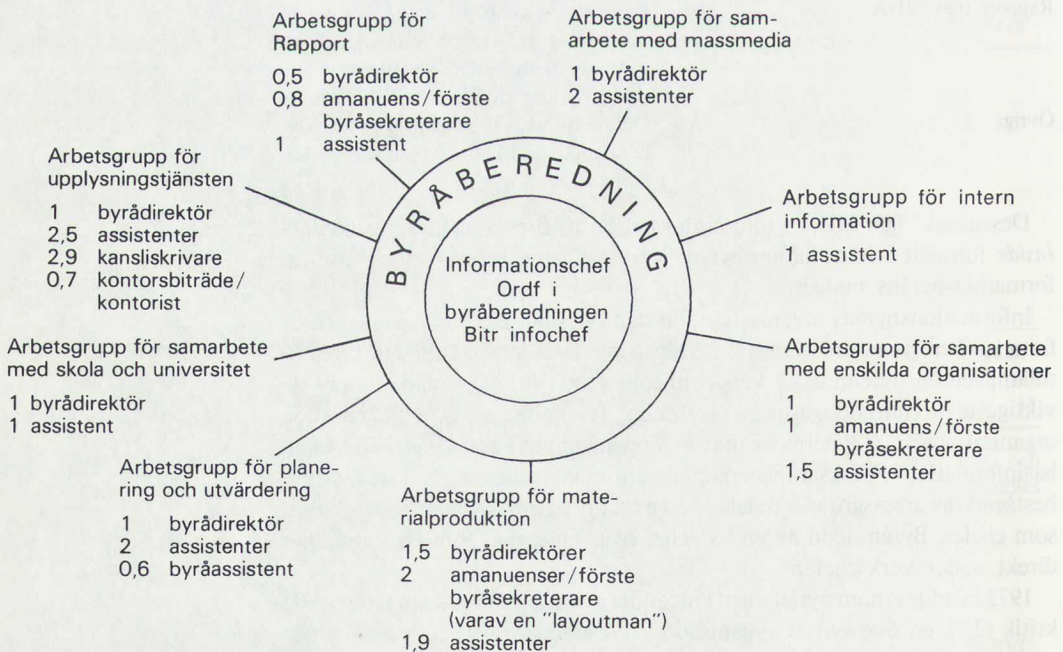 Arbetsgrupp för
Rapport
0,5 byrådirektör
0,8 amanuens/förste
byråsekreterare
1 assistent
Arbetsgrupp för sam-
arbete med massmedia
1 byrådirektör
2 assistenter
Arbetsgrupp för
upplysningstjänsten
1 byrådirektör
2,5 assistenter
2,9 kansliskrivare
0,7 kontorsbiträde/
kontorist
Arbetsgrupp för intern
information
1 assistent
BYRÅBEREDNING
Informationschef
Ordf i
byråberedningen
Bitr infochef
Arbetsgrupp för samarbete
med skola och universitet
1 byrådirektör
1 assistent
Arbetsgrupp för samarbete
med enskilda organisationer
1 byrådirektör
1 amanuens/förste
byråsekreterare
1,5 assistenter
Arbetsgrupp för plane-
ring och utvärdering
1 byrådirektör
2 assistenter
0,6 byråassistent
Arbetsgrupp för mate-
rialproduktion
1,5 byrådirektörer
2 amanuenser/förste
byråsekreterare
(varav en "layoutman")
1,9 assistenter